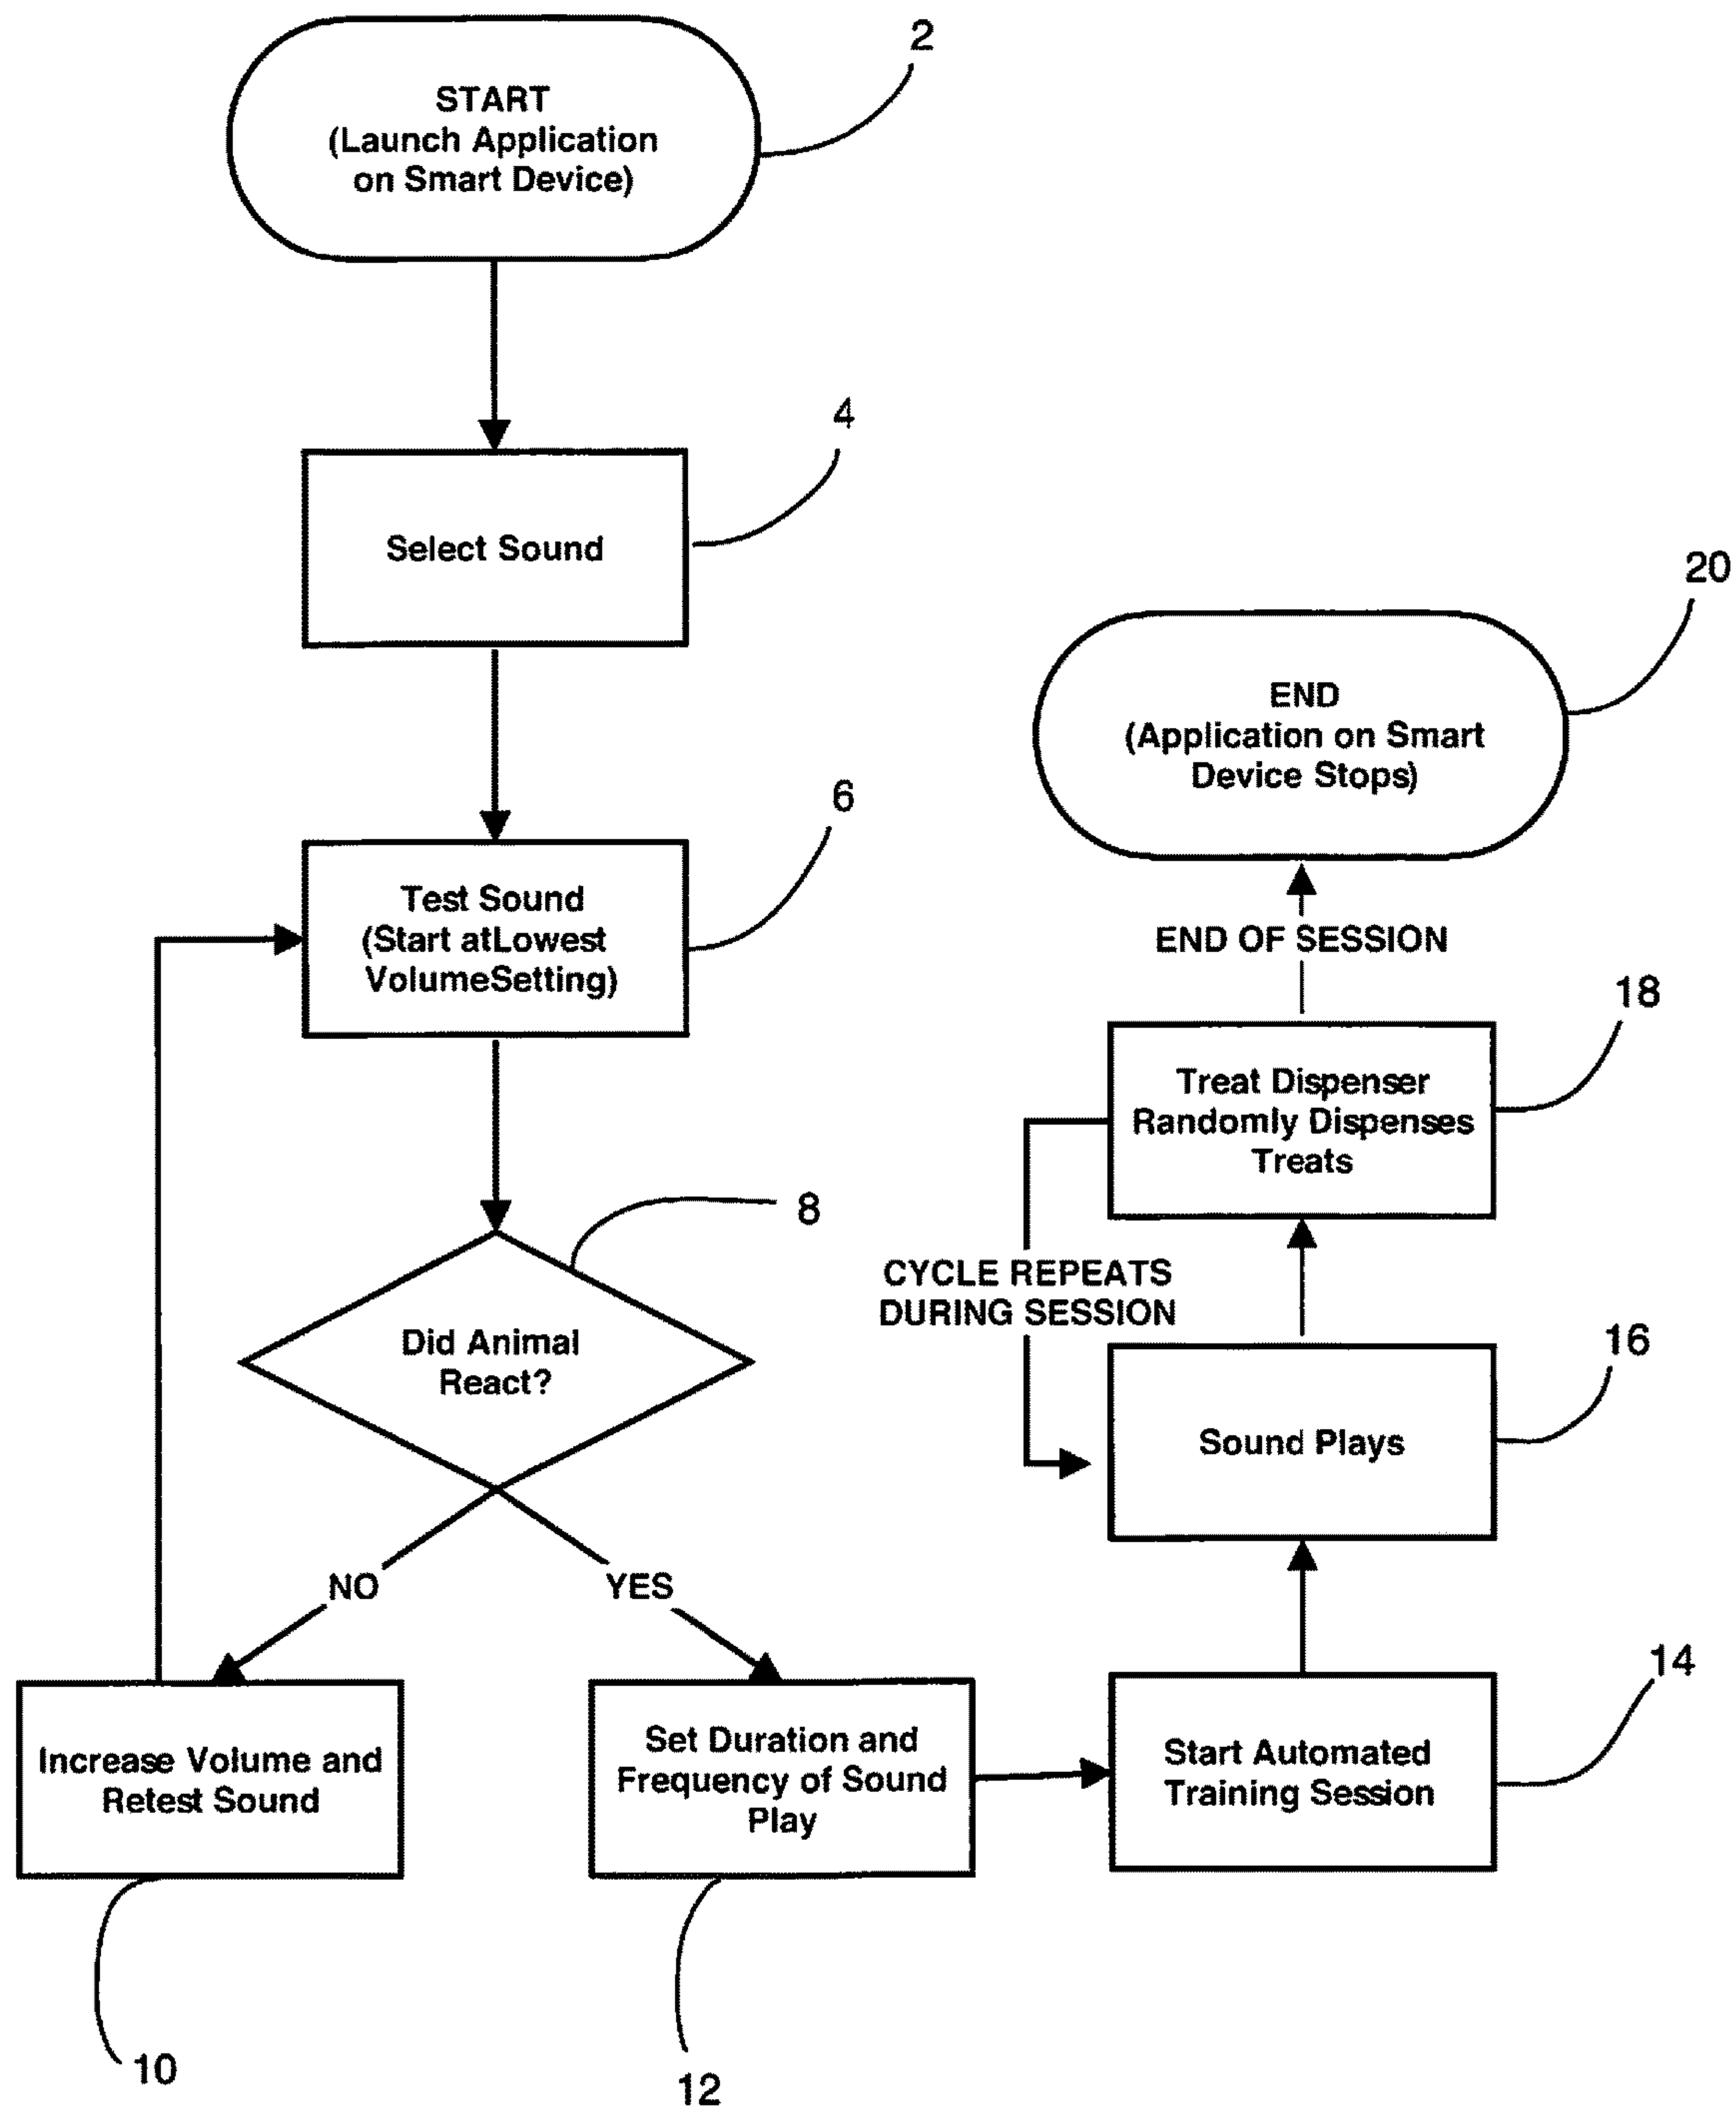 2
START
(Launch Application
on Smart Device)
4
Select Sound
6
Test Sound
(Start atLowest
VolumeSetting)
8
Did Animal
React?
NO
YES
Increase Volume and
Retest Sound
10
Set Duration and
Frequency of Sound
Play
12
14
Start Automated
Training Session
16
Sound Plays
CYCLE REPEATS
DURING SESSION
18
Treat Dispenser
Randomly Dispenses
Treats
END OF SESSION
20
END
(Application on Smart
Device Stops)